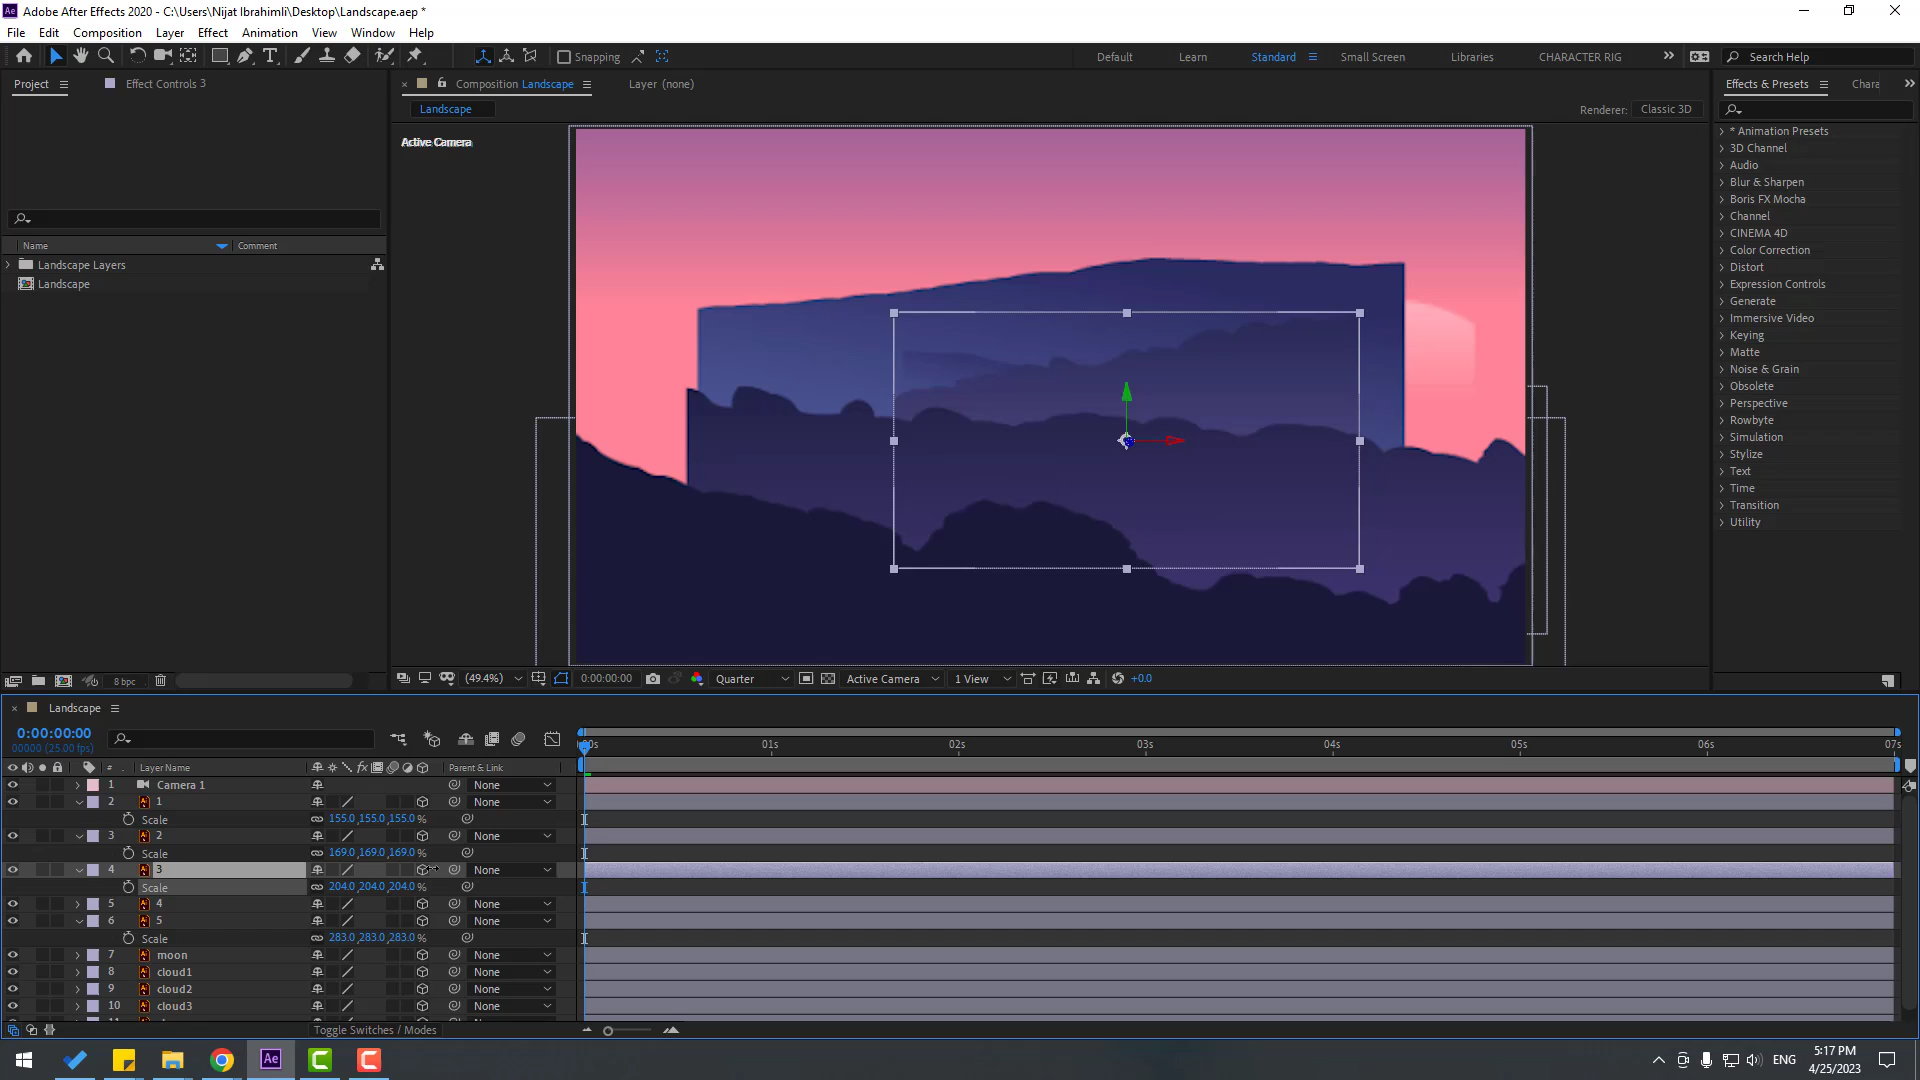 Adobe After Effects 2020 - C:\Users\Nijat Ibrahimli\Desktop\Landscape.aep *
File Edit Composition Layer Effect Animation View Window Help
Snapping Default Learn Standard Small Screen Libraries CHARACTER RIG Search Help
Project Effect Controls 3 Composition Landscape Layer (none) Effects & Presets Chara
Landscape Renderer: Classic 3D
Active Camera
* Animation Presets
3D Channel
Audio
Blur & Sharpen
Boris FX Mocha
Channel
CINEMA 4D
Color Correction
Distort
Expression Controls
Generate
Immersive Video
Keying
Matte
Noise & Grain
Obsolete
Perspective
Rowbyte
Simulation
Stylize
Text
Time
Transition
Utility
Name Comment
Landscape Layers
Landscape
8 bpc (49.4%) 0:00:00:00 Quarter Active Camera 1 View +0.0
Landscape
0:00:00:00
00000 (25.00 fps)
00s 01s 02s 03s 04s 05s 06s 07s
# Layer Name Parent & Link
1 Camera 1 None
2 1 None
Scale 155.0,155.0,155.0 %
3 2 None
Scale 169.0,169.0,169.0 %
4 3 None
Scale 204.0,204.0,204.0 %
5 4 None
6 5 None
Scale 283.0,283.0,283.0 %
7 moon None
8 cloud1 None
9 cloud2 None
10 cloud3 None
Toggle Switches / Modes
ENG 5:17 PM
4/25/2023